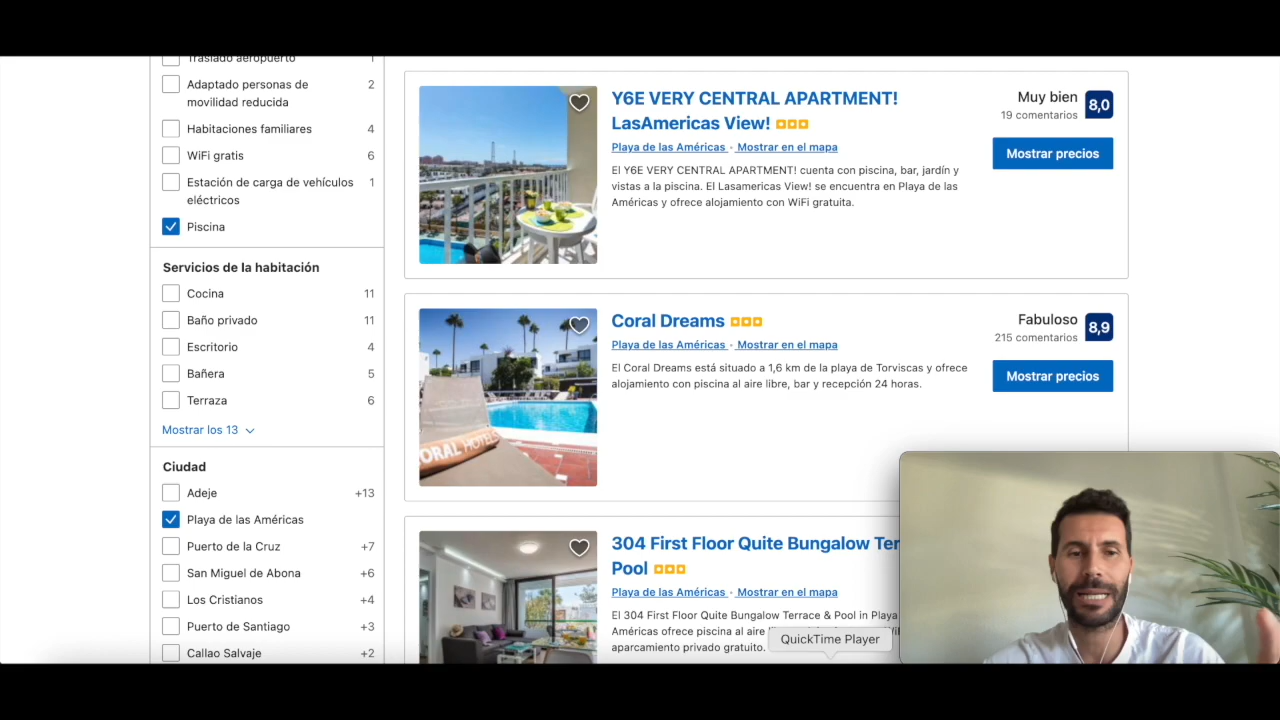 Traslado aeropuerto 1
Adaptado personas de 2
movilidad reducida
Habitaciones familiares 4
WiFi gratis 6
Estación de carga de vehículos 1
eléctricos
Piscina
Servicios de la habitación
Cocina 11
Baño privado 11
Escritorio 4
Bañera 5
Terraza 6
Mostrar los 13
Ciudad
Adeje +13
Playa de las Américas
Puerto de la Cruz +7
San Miguel de Abona +6
Los Cristianos +4
Puerto de Santiago +3
Callao Salvaje +2
Y6E VERY CENTRAL APARTMENT!
LasAmericas View!
Playa de las Américas · Mostrar en el mapa
El Y6E VERY CENTRAL APARTMENT! cuenta con piscina, bar, jardín y
vistas a la piscina. El Lasamericas View! se encuentra en Playa de las
Américas y ofrece alojamiento con WiFi gratuita.
Muy bien 8,0
19 comentarios
Mostrar precios
Coral Dreams
Playa de las Américas · Mostrar en el mapa
El Coral Dreams está situado a 1,6 km de la playa de Torviscas y ofrece
alojamiento con piscina al aire libre, bar y recepción 24 horas.
Fabuloso 8,9
215 comentarios
Mostrar precios
ORAL HOTEL
304 First Floor Quite Bungalow Ter
Pool
Playa de las Américas · Mostrar en el mapa
El 304 First Floor Quite Bungalow Terrace & Pool in Playa
Américas ofrece piscina al aire
aparcamiento privado gratuito.
QuickTime Player